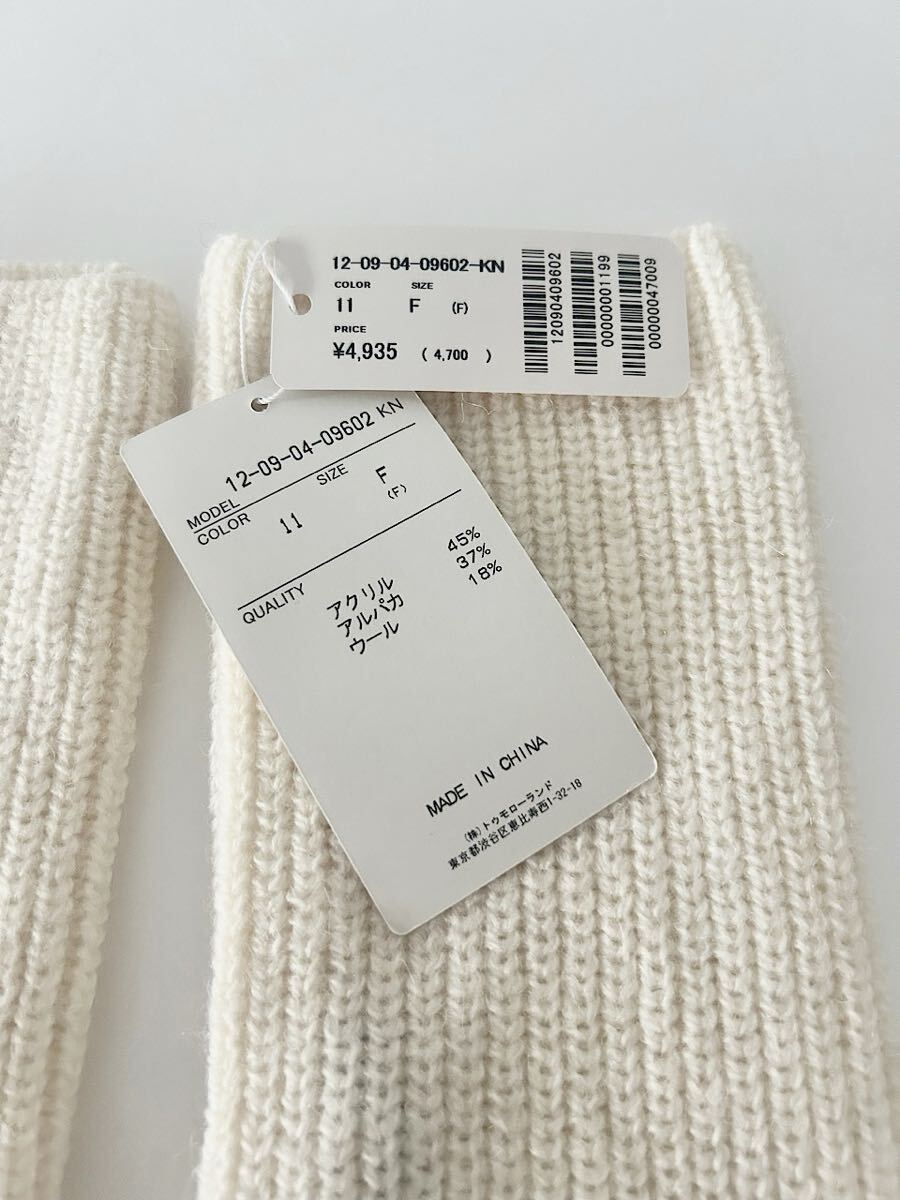 12-09-04-09602-KN
COLOR SIZE
11 F (F)
PRICE
¥4,935 ( 4,700 )
12090409602
00000001199
0000047009
12-09-04-09602 KN
MODEL
COLOR 11 SIZE F
(F)
QUALITY
アクリル 45%
アルパカ 37%
ウール 18%
MADE IN CHINA
(株)トゥモローランド
東京都渋谷区恵比寿西1-32-18